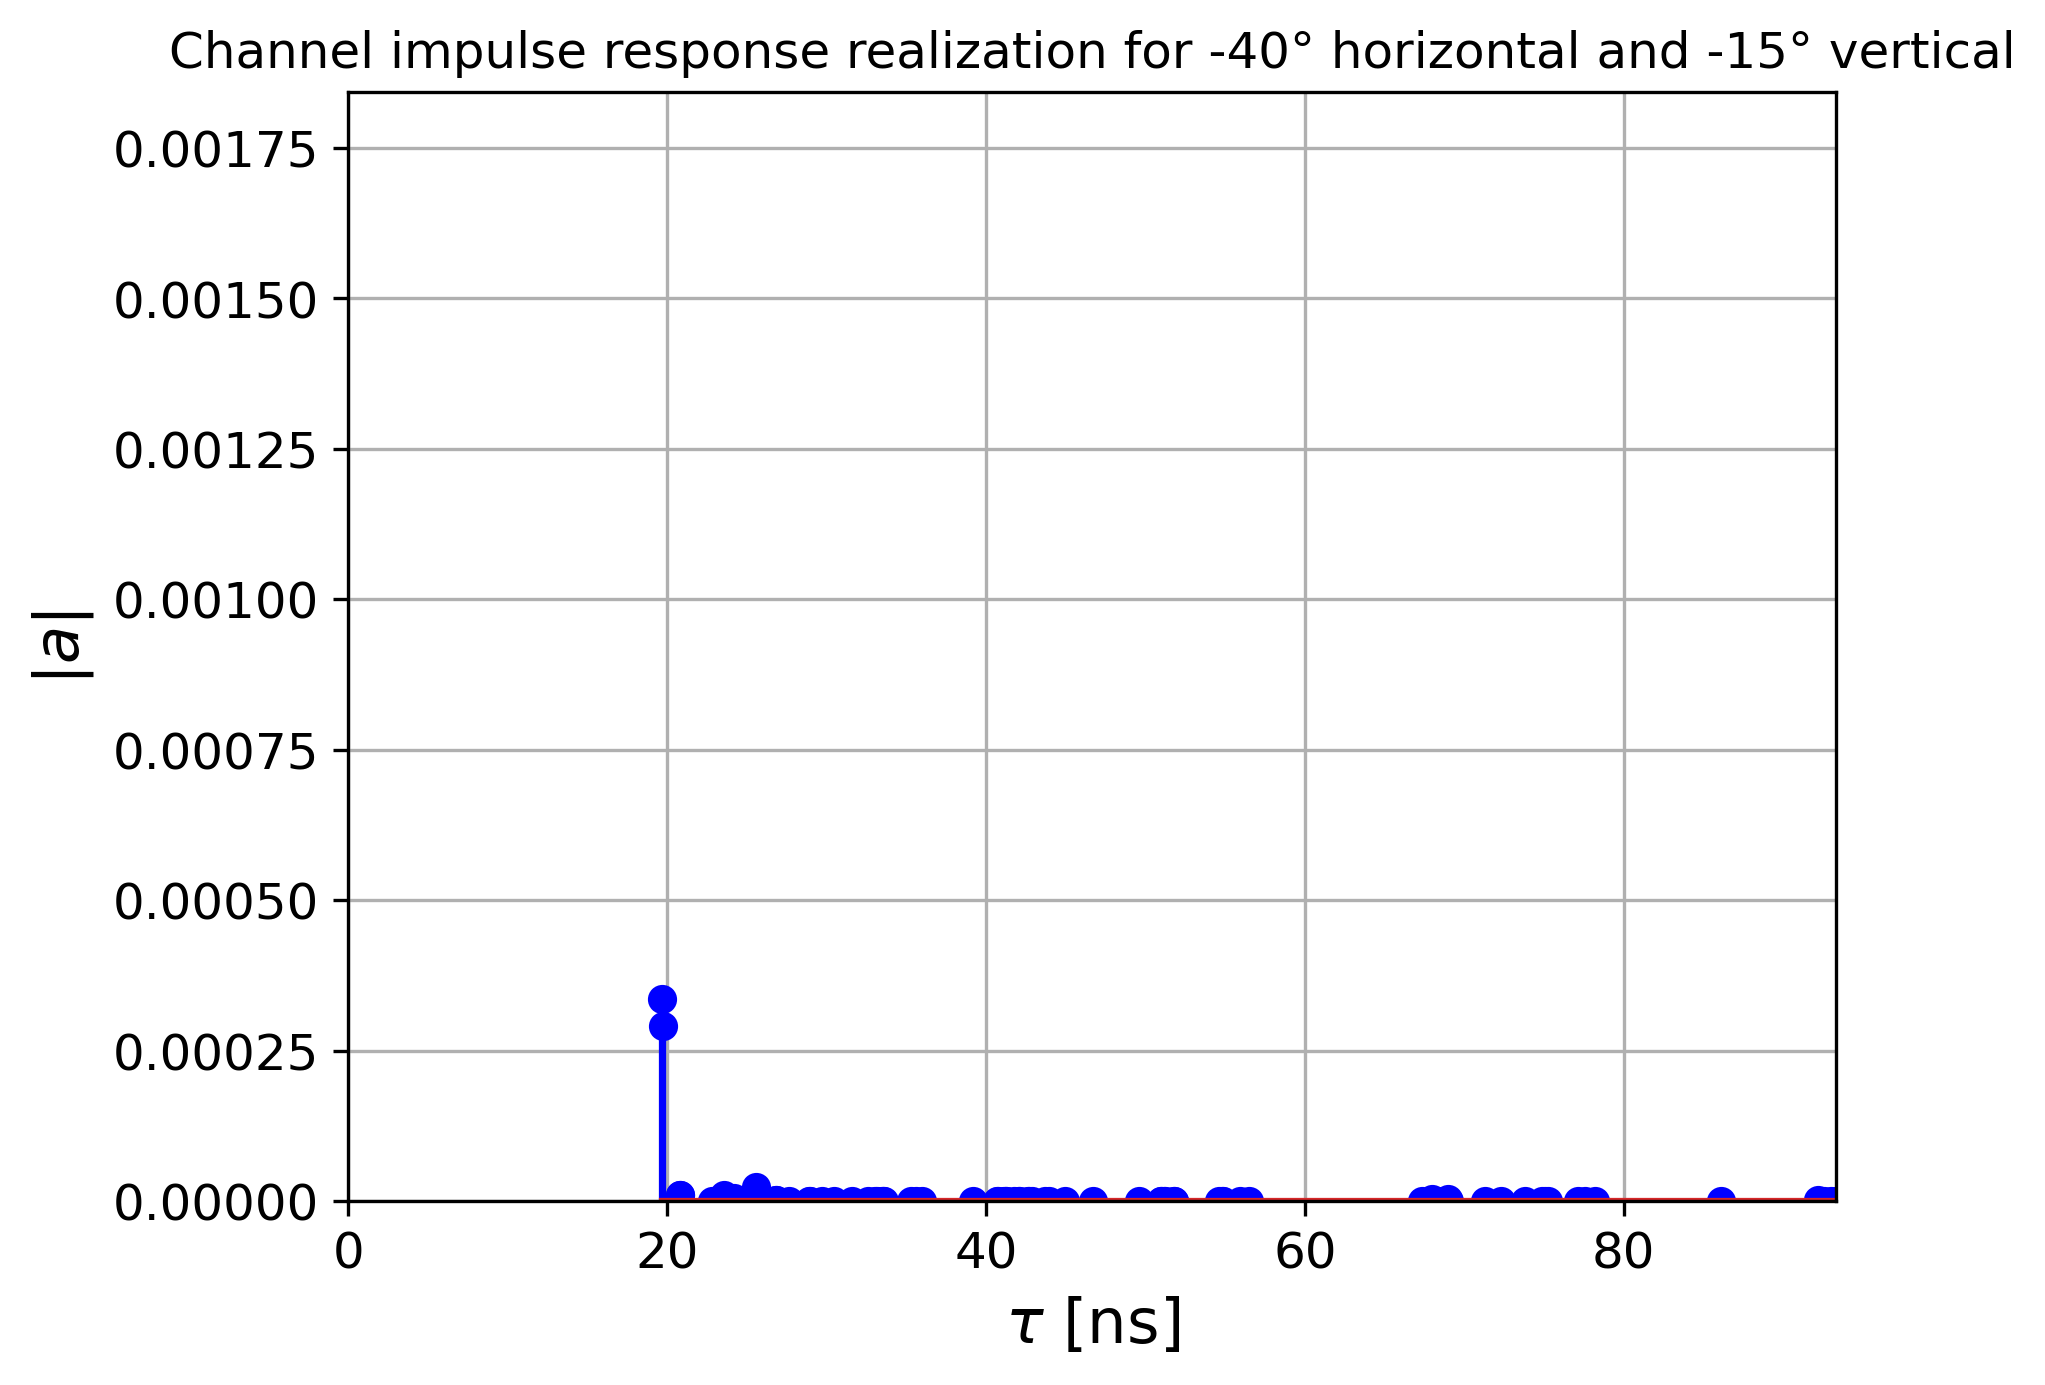 Channel impulse response realization for -40° horizontal and -15° vertical
0.00175
0.00150
0.00125
0.00100
0.00075
0.00050
0.00025
0.00000
|a|
0 20 40 60 80
τ [ns]